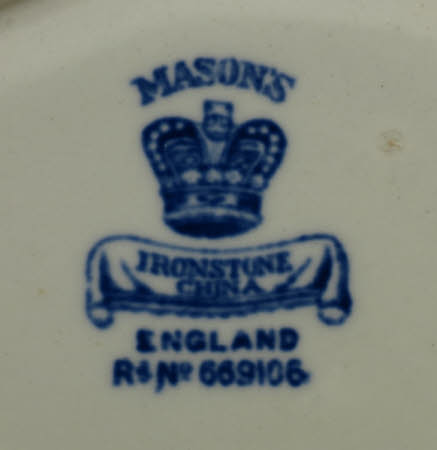 MASON'S
IRONSTONE
CHINA
ENGLAND
Rd No 669106.